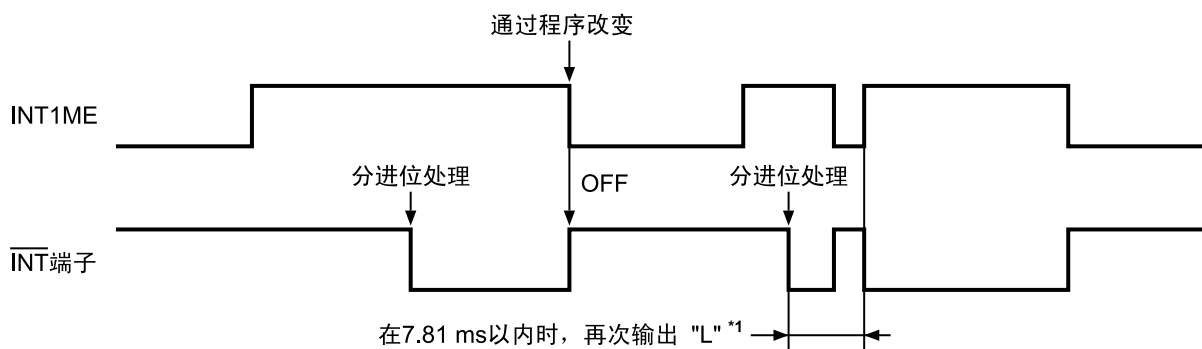 通过程序改变
INT1ME
分进位处理
OFF
分进位处理
INT端子
在7.81 ms以内时，再次输出 "L" *1